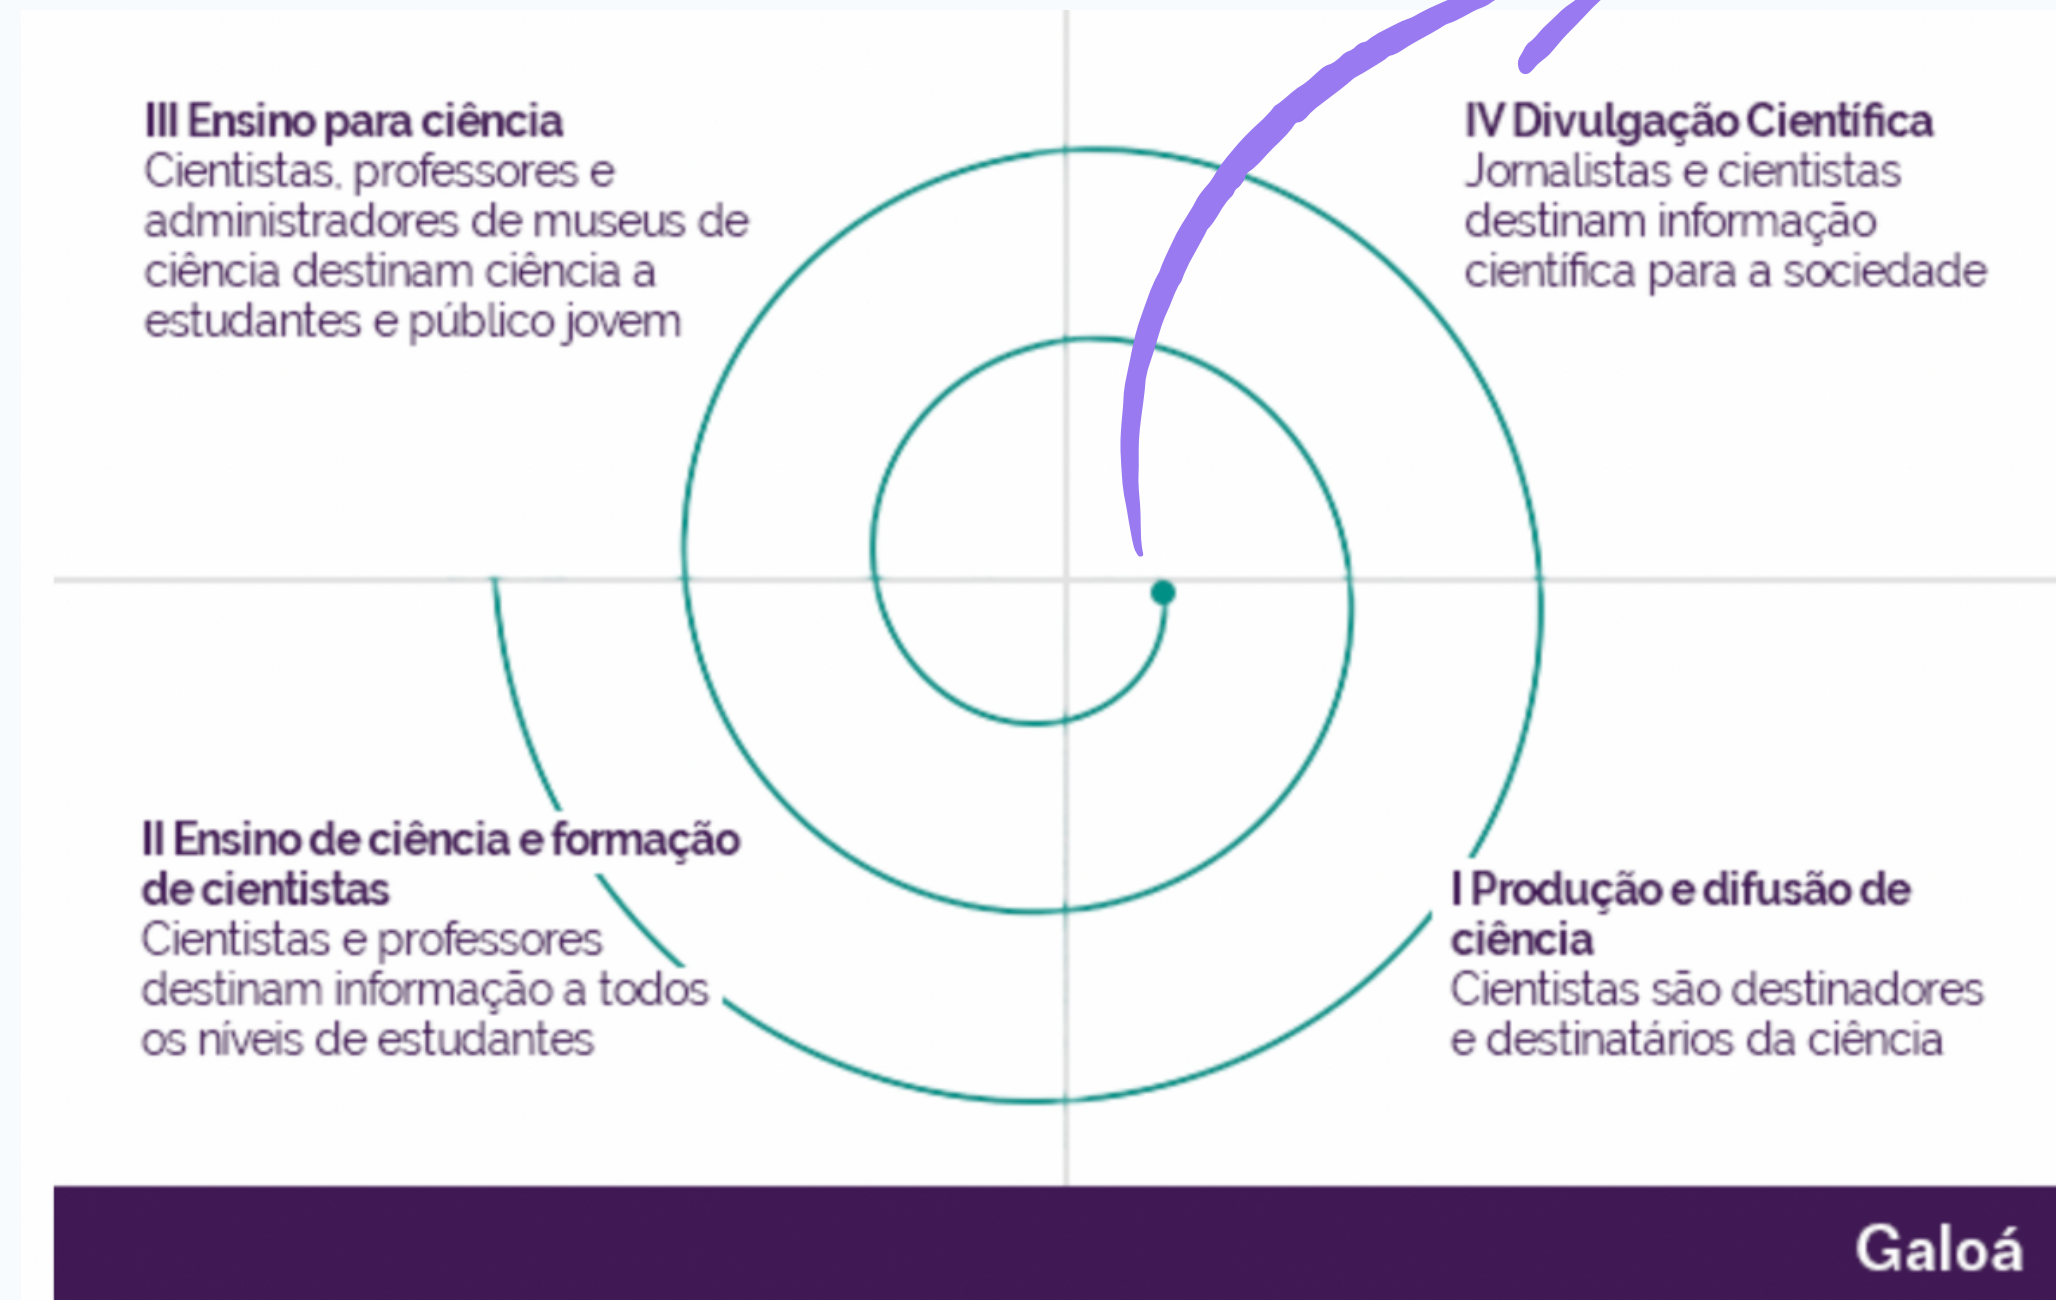 III Ensino para ciência
Cientistas, professores e
administradores de museus de
ciência destinam ciência a
estudantes e público jovem
IV Divulgação Científica
Jornalistas e cientistas
destinam informação
científica para a sociedade
II Ensino de ciência e formação
de cientistas
Cientistas e professores
destinam informação a todos
os níveis de estudantes
I Produção e difusão de
ciência
Cientistas são destinadores
e destinatários da ciência
Galoá